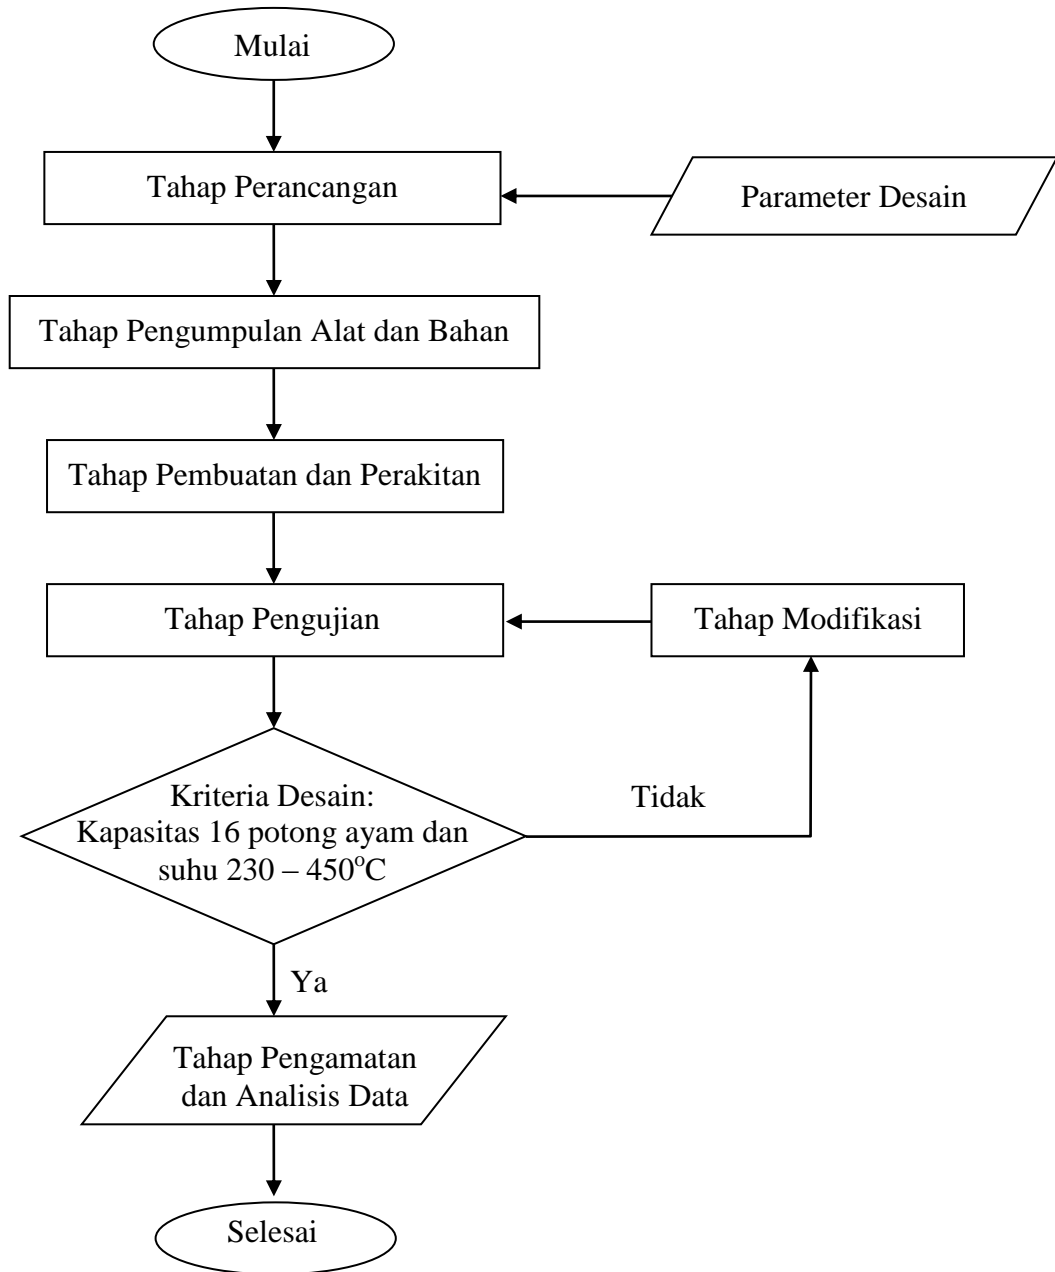 Mulai
Tahap Perancangan
Parameter Desain
Tahap Pengumpulan Alat dan Bahan
Tahap Pembuatan dan Perakitan
Tahap Pengujian
Tahap Modifikasi
Kriteria Desain:
Kapasitas 16 potong ayam dan
suhu 230 – 450°C
Tidak
Ya
Tahap Pengamatan
dan Analisis Data
Selesai